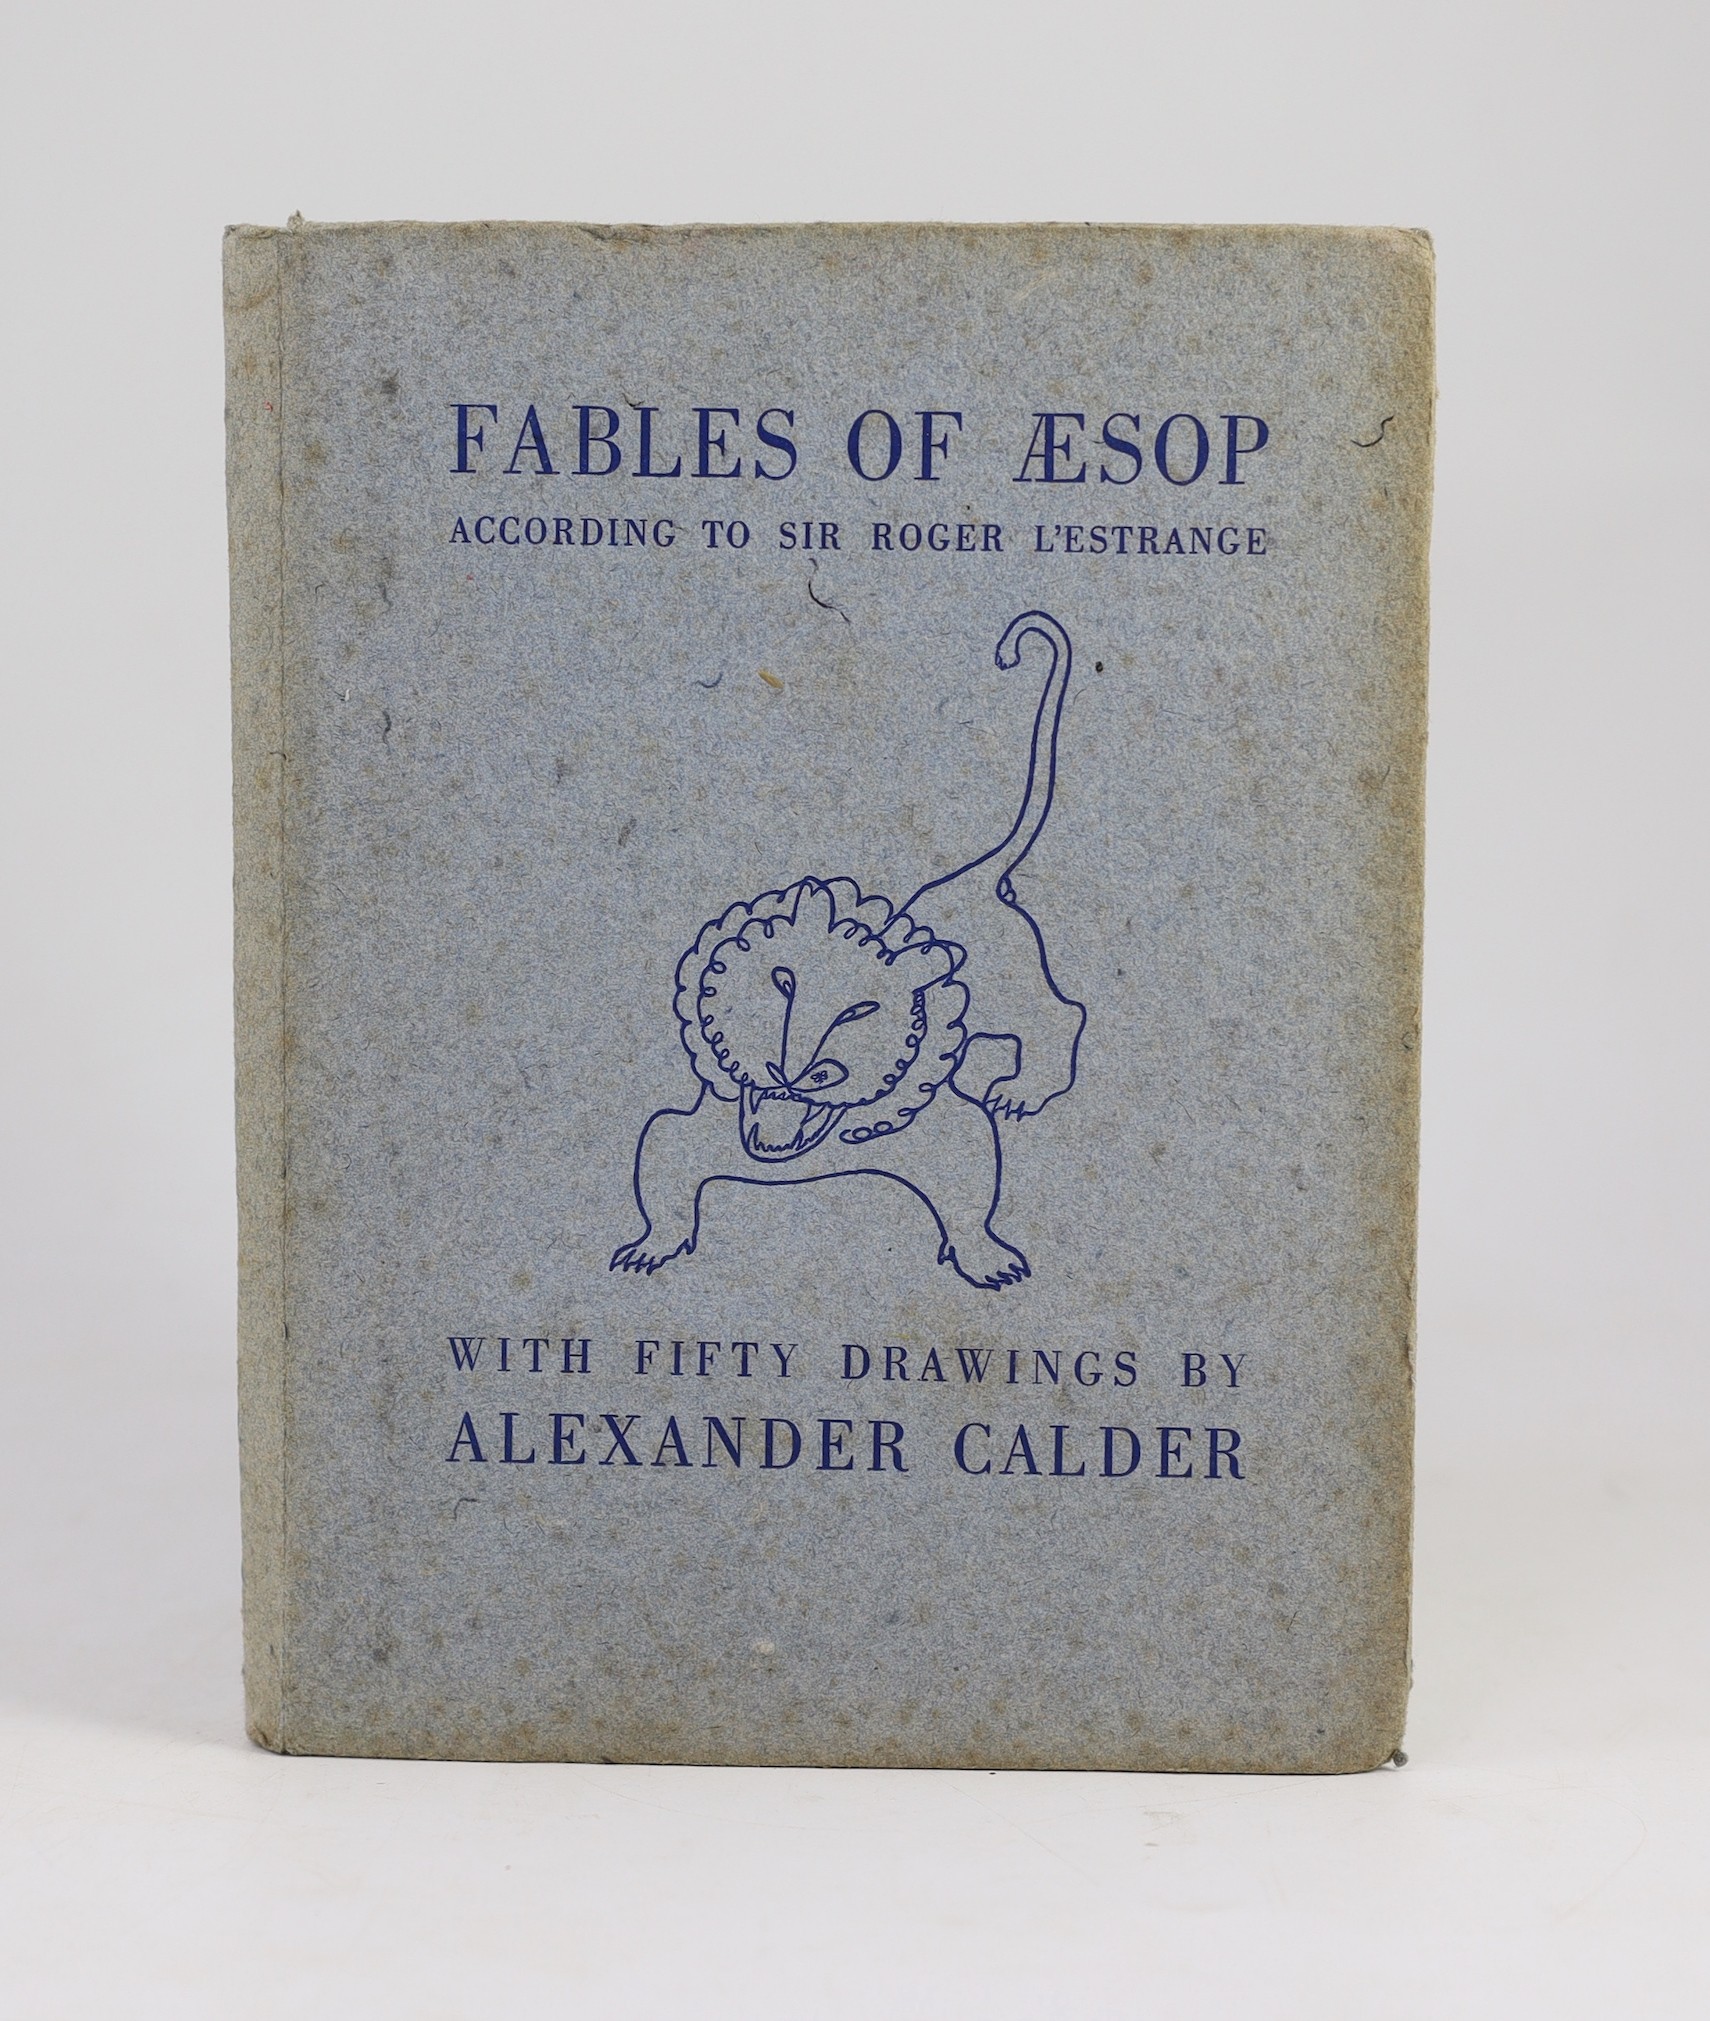 FABLES OF ÆSOP
ACCORDING TO SIR ROGER L'ESTRANGE
WITH FIFTY DRAWINGS BY
ALEXANDER CALDER